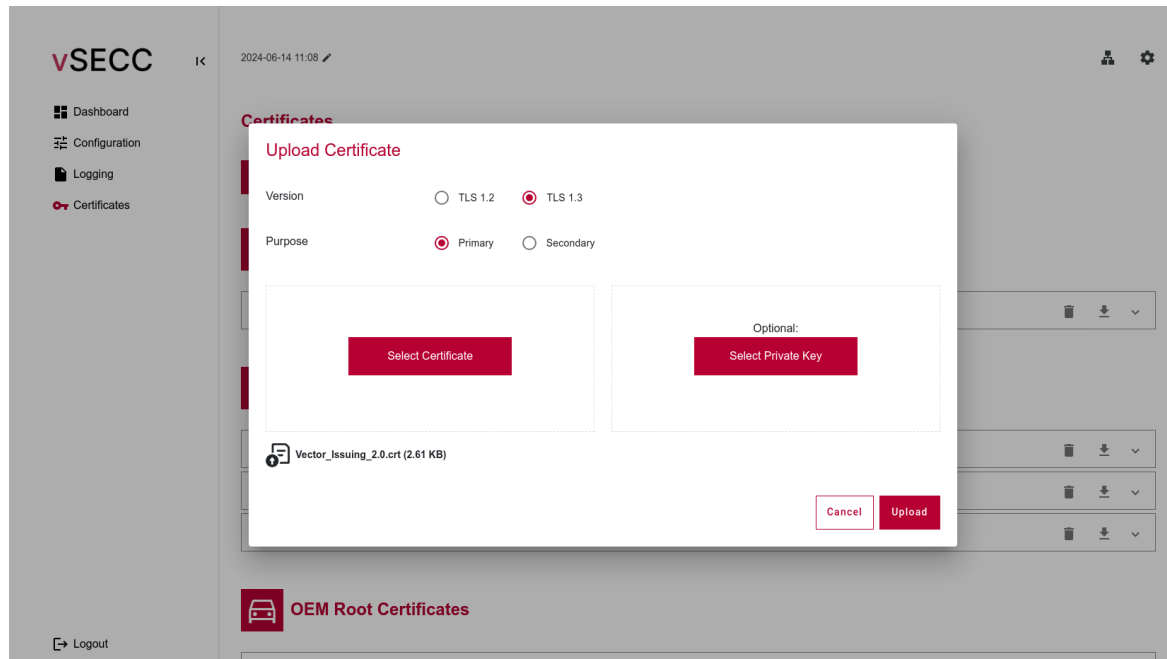 vSECC
2024-06-14 11:08
Dashboard
Configuration
Logging
Certificates
Certificates
Upload Certificate
Version
TLS 1.2
TLS 1.3
Purpose
Primary
Secondary
Select Certificate
Optional:
Select Private Key
Vector_Issuing_2.0.crt (2.61 KB)
Cancel
Upload
OEM Root Certificates
Logout